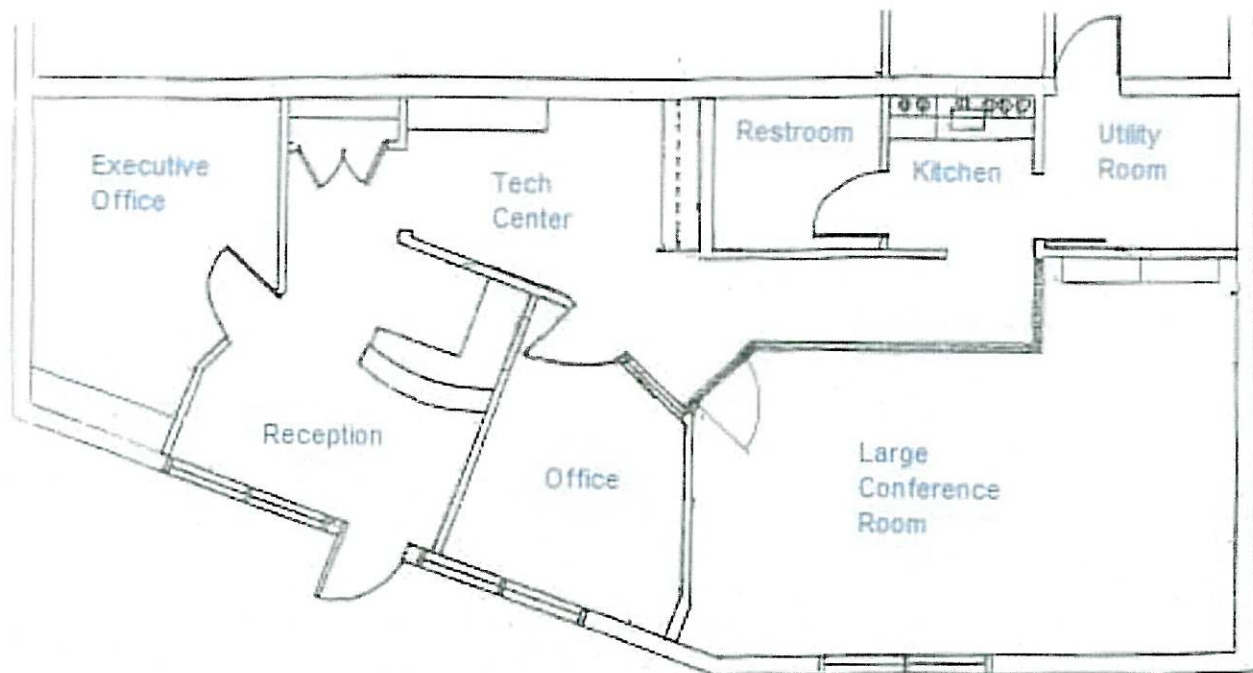 Executive
Office
Tech
Center
Restroom
Kitchen
Utility
Room
Reception
Office
Large
Conference
Room